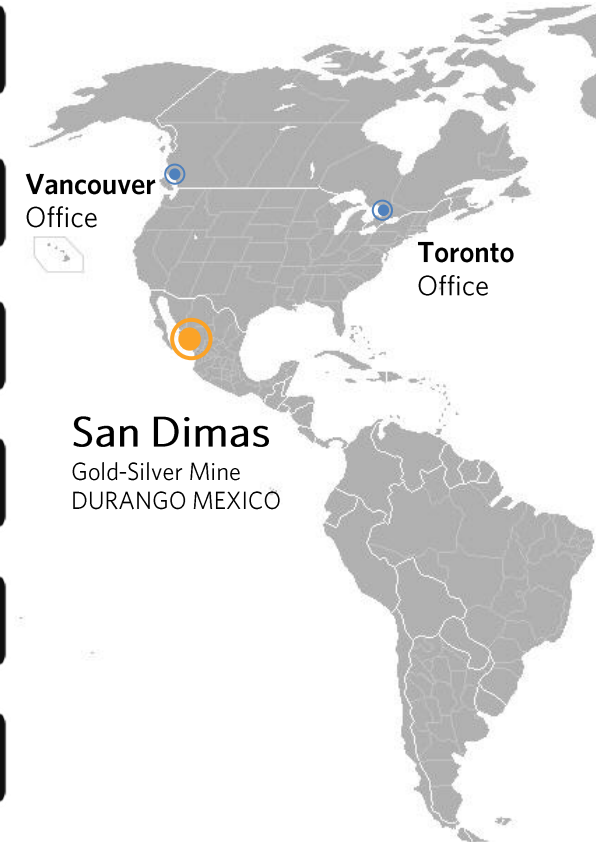 Vancouver
Office
Toronto
Office
San Dimas
Gold-Silver Mine
DURANGO MEXICO